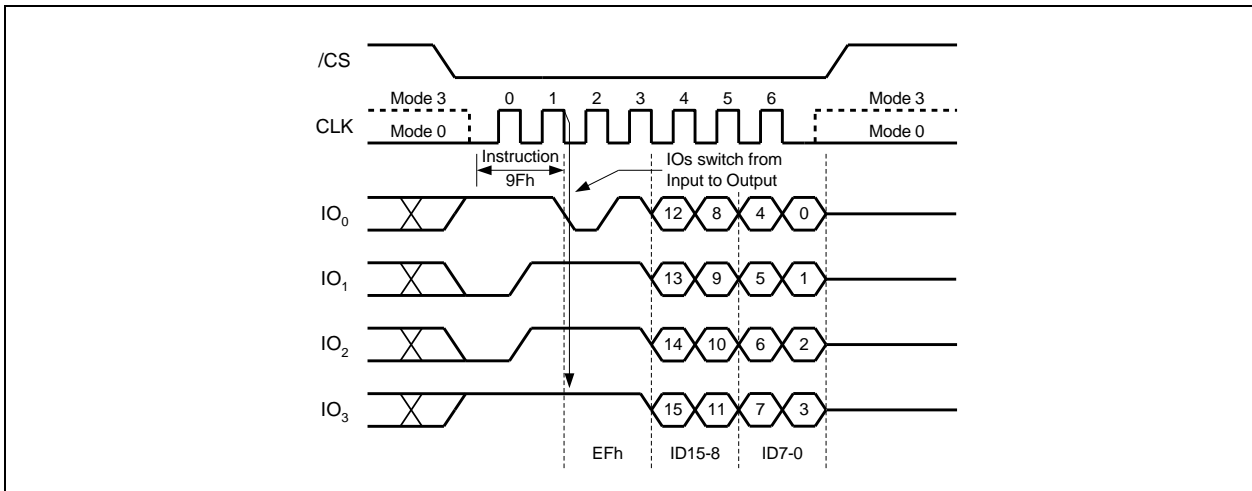 /CS
Mode 3 0 1 2 3 4 5 6 Mode 3
CLK
Mode 0 Mode 0
Instruction
9Fh
IOs switch from
Input to Output
IO0 12 8 4 0
IO1 13 9 5 1
IO2 14 10 6 2
IO3 15 11 7 3
EFh ID15-8 ID7-0